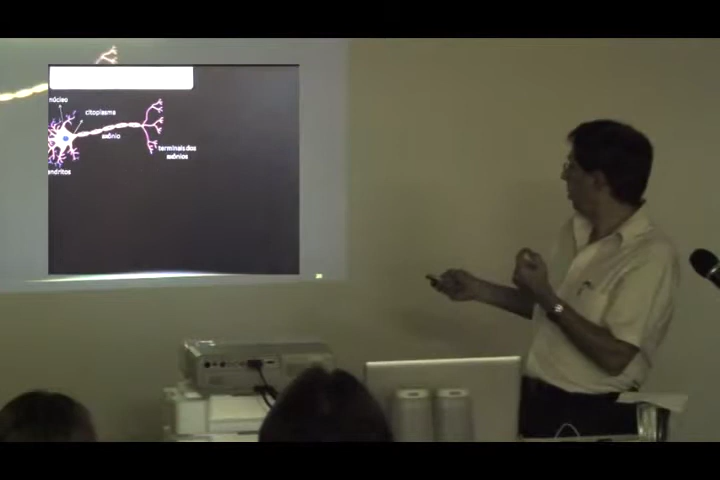 núcleo
citoplasma
axônio
terminais dos
axônios
endritos